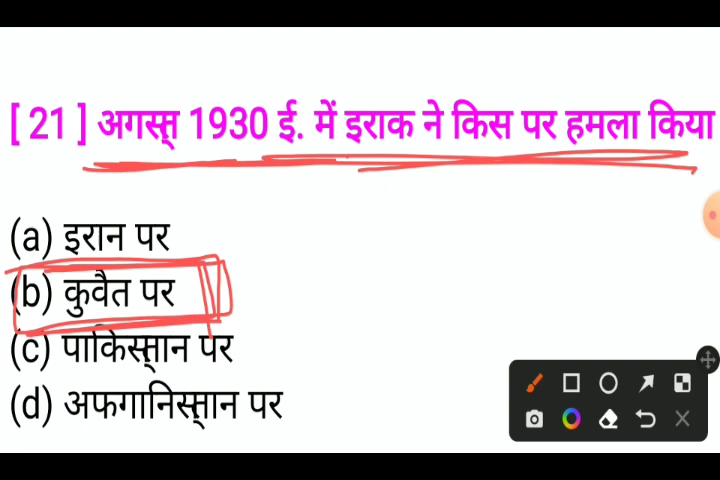 [ 21 ] अगस्त 1930 ई. में इराक ने किस पर हमला किया
(a) इरान पर
(b) कुवैत पर
(c) पाकिस्तान पर
(d) अफगानिस्तान पर